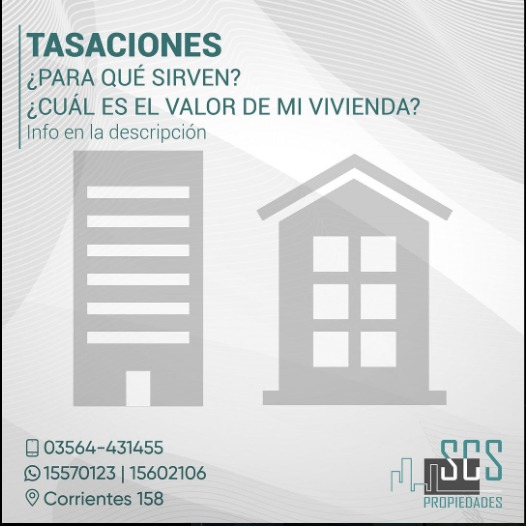 TASACIONES
¿PARA QUÉ SIRVEN?
¿CUÁL ES EL VALOR DE MI VIVIENDA?
Info en la descripción
03564-431455
15570123 | 15602106
Corrientes 158
SCS
PROPIEDADES